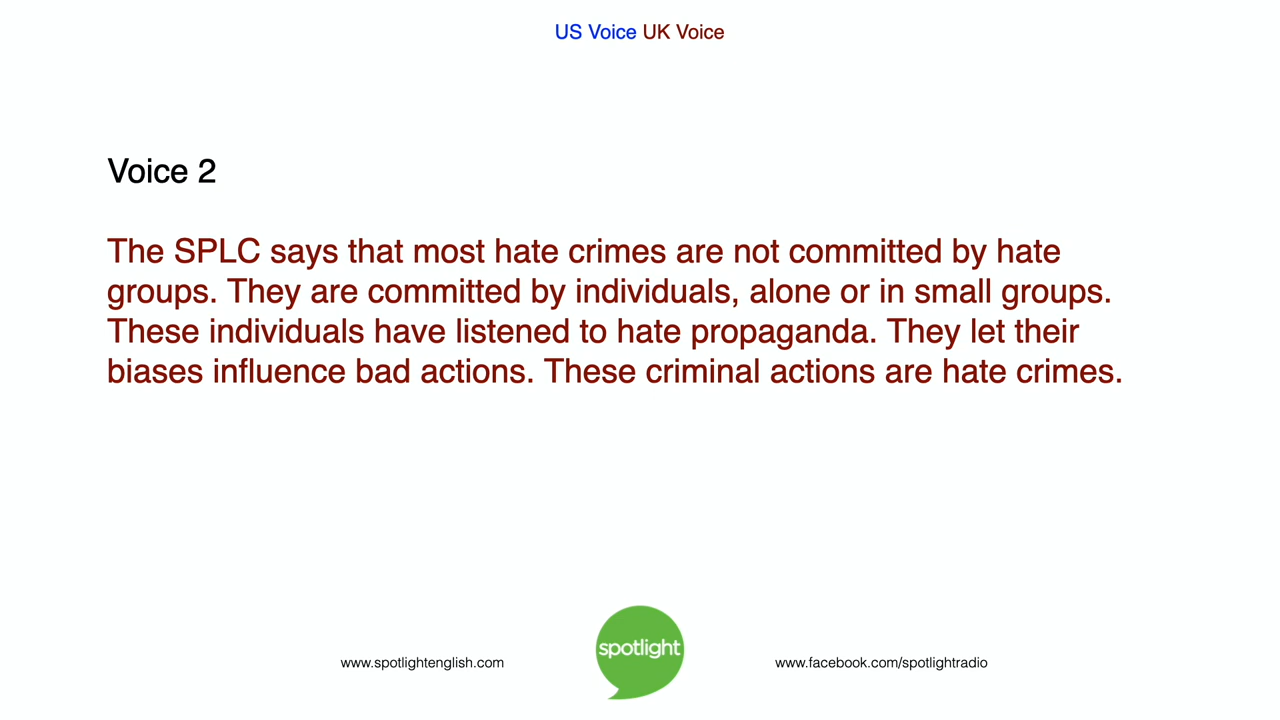 US Voice UK Voice
Voice 2
The SPLC says that most hate crimes are not committed by hate
groups. They are committed by individuals, alone or in small groups.
These individuals have listened to hate propaganda. They let their
biases influence bad actions. These criminal actions are hate crimes.
www.spotlightenglish.com
spotlight
www.facebook.com/spotlightradio